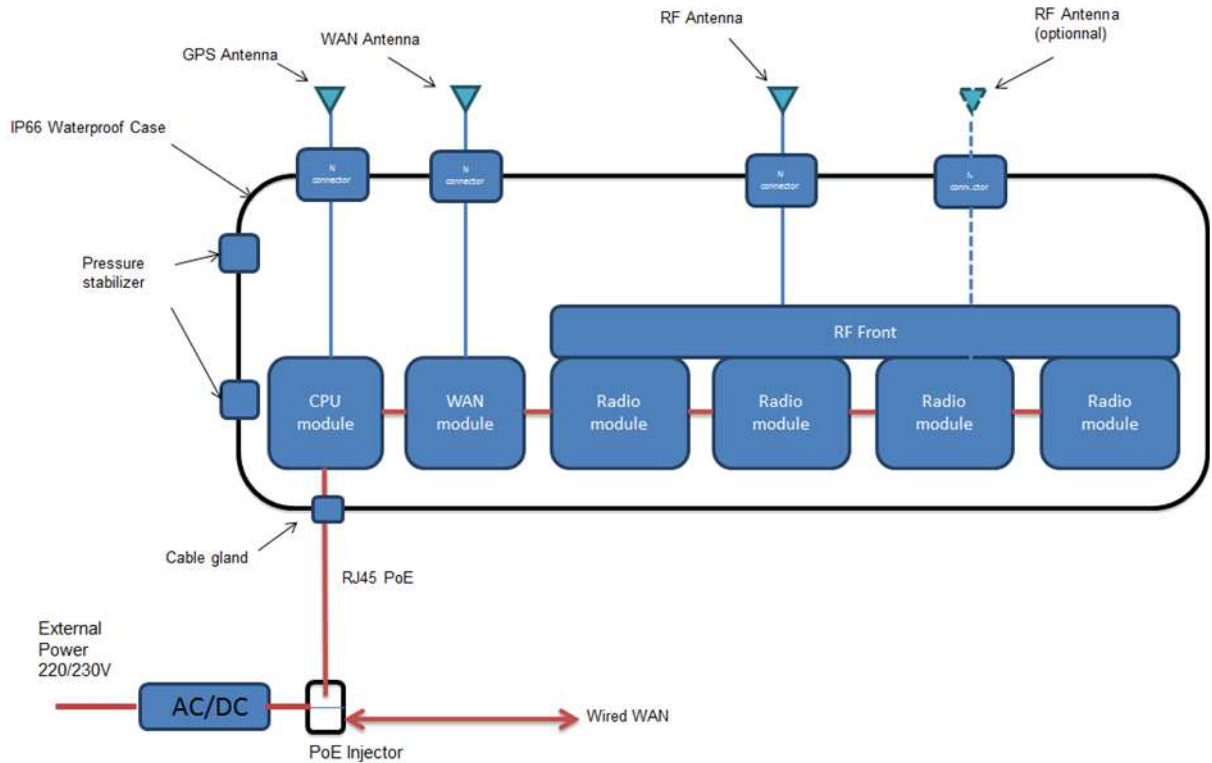 RF Antenna
RF Antenna
(optionnal)
WAN Antenna
GPS Antenna
IP66 Waterproof Case
N
connector
N
connector
N
connector
Pressure
stabilizer
RF Front
CPU
module
WAN
module
Radio
module
Radio
module
Radio
module
Radio
module
Cable gland
RJ45 PoE
External
Power
220/230V
AC/DC
Wired WAN
PoE Injector